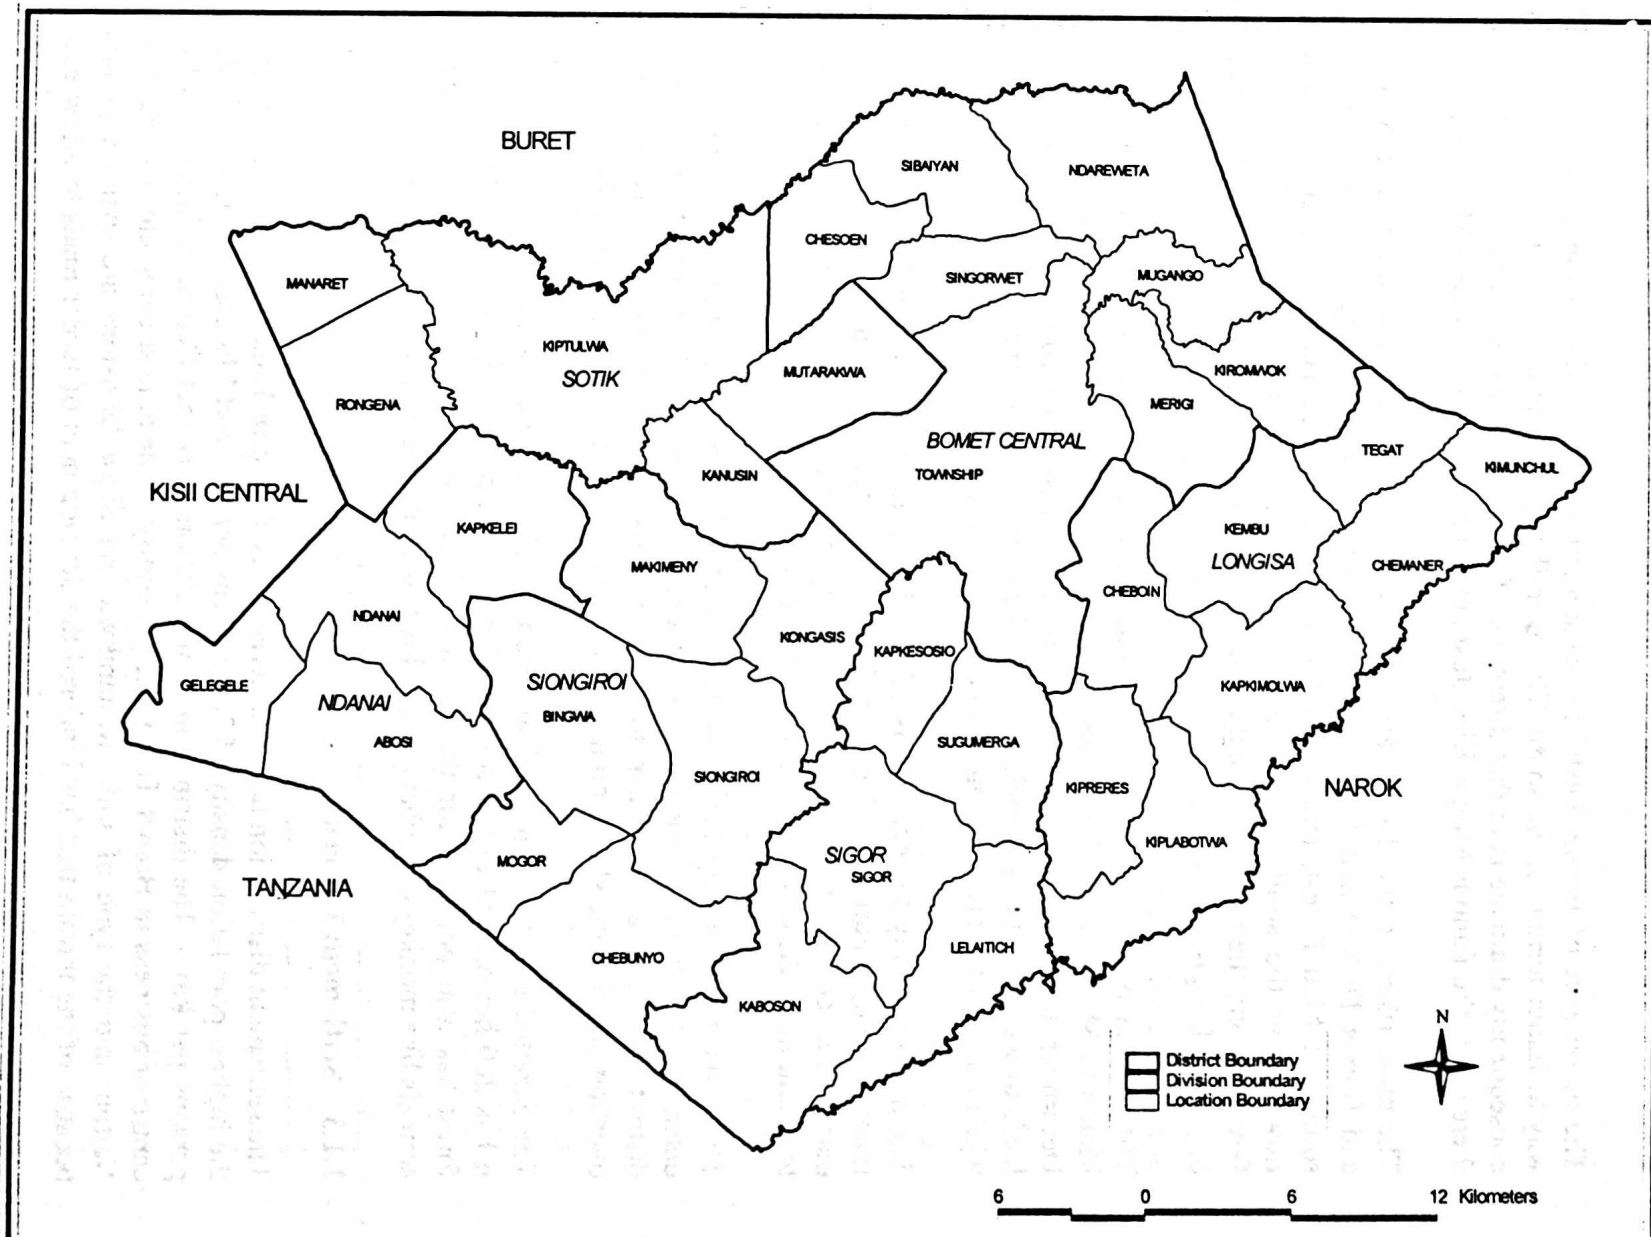 BURET
SIBAIYAN
NDAREWETA
CHESOEN
SINGORWET
MUGANGO
MANARET
KIPTULWA
SOTIK
MUTARAKWA
KIROMWOK
RONGENA
MERIGI
BOMET CENTRAL
TOWNSHIP
TEGAT
KIMUNCHUL
KANUSIN
KISII CENTRAL
KAPKELEI
KEMBU
LONGISA
MAKIMENY
CHEMANER
CHEBOIN
NDANAI
KONGASIS
KAPKESOSIO
GELEGELE
SIONGIROI
BINGWA
KAPKIMOLWA
NDANAI
ABOSI
SUGUMERGA
SIONGIROI
KIPRERES
NAROK
KIPLABOTWA
MOGOR
SIGOR
SIGOR
TANZANIA
LELAITICH
CHEBUNYO
KABOSON
N
District Boundary
Division Boundary
Location Boundary
6 0 6 12 Kilometers